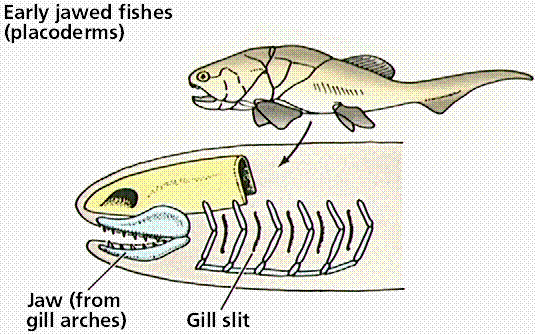 Early jawed fishes
(placoderms)
Jaw (from
gill arches)
Gill slit